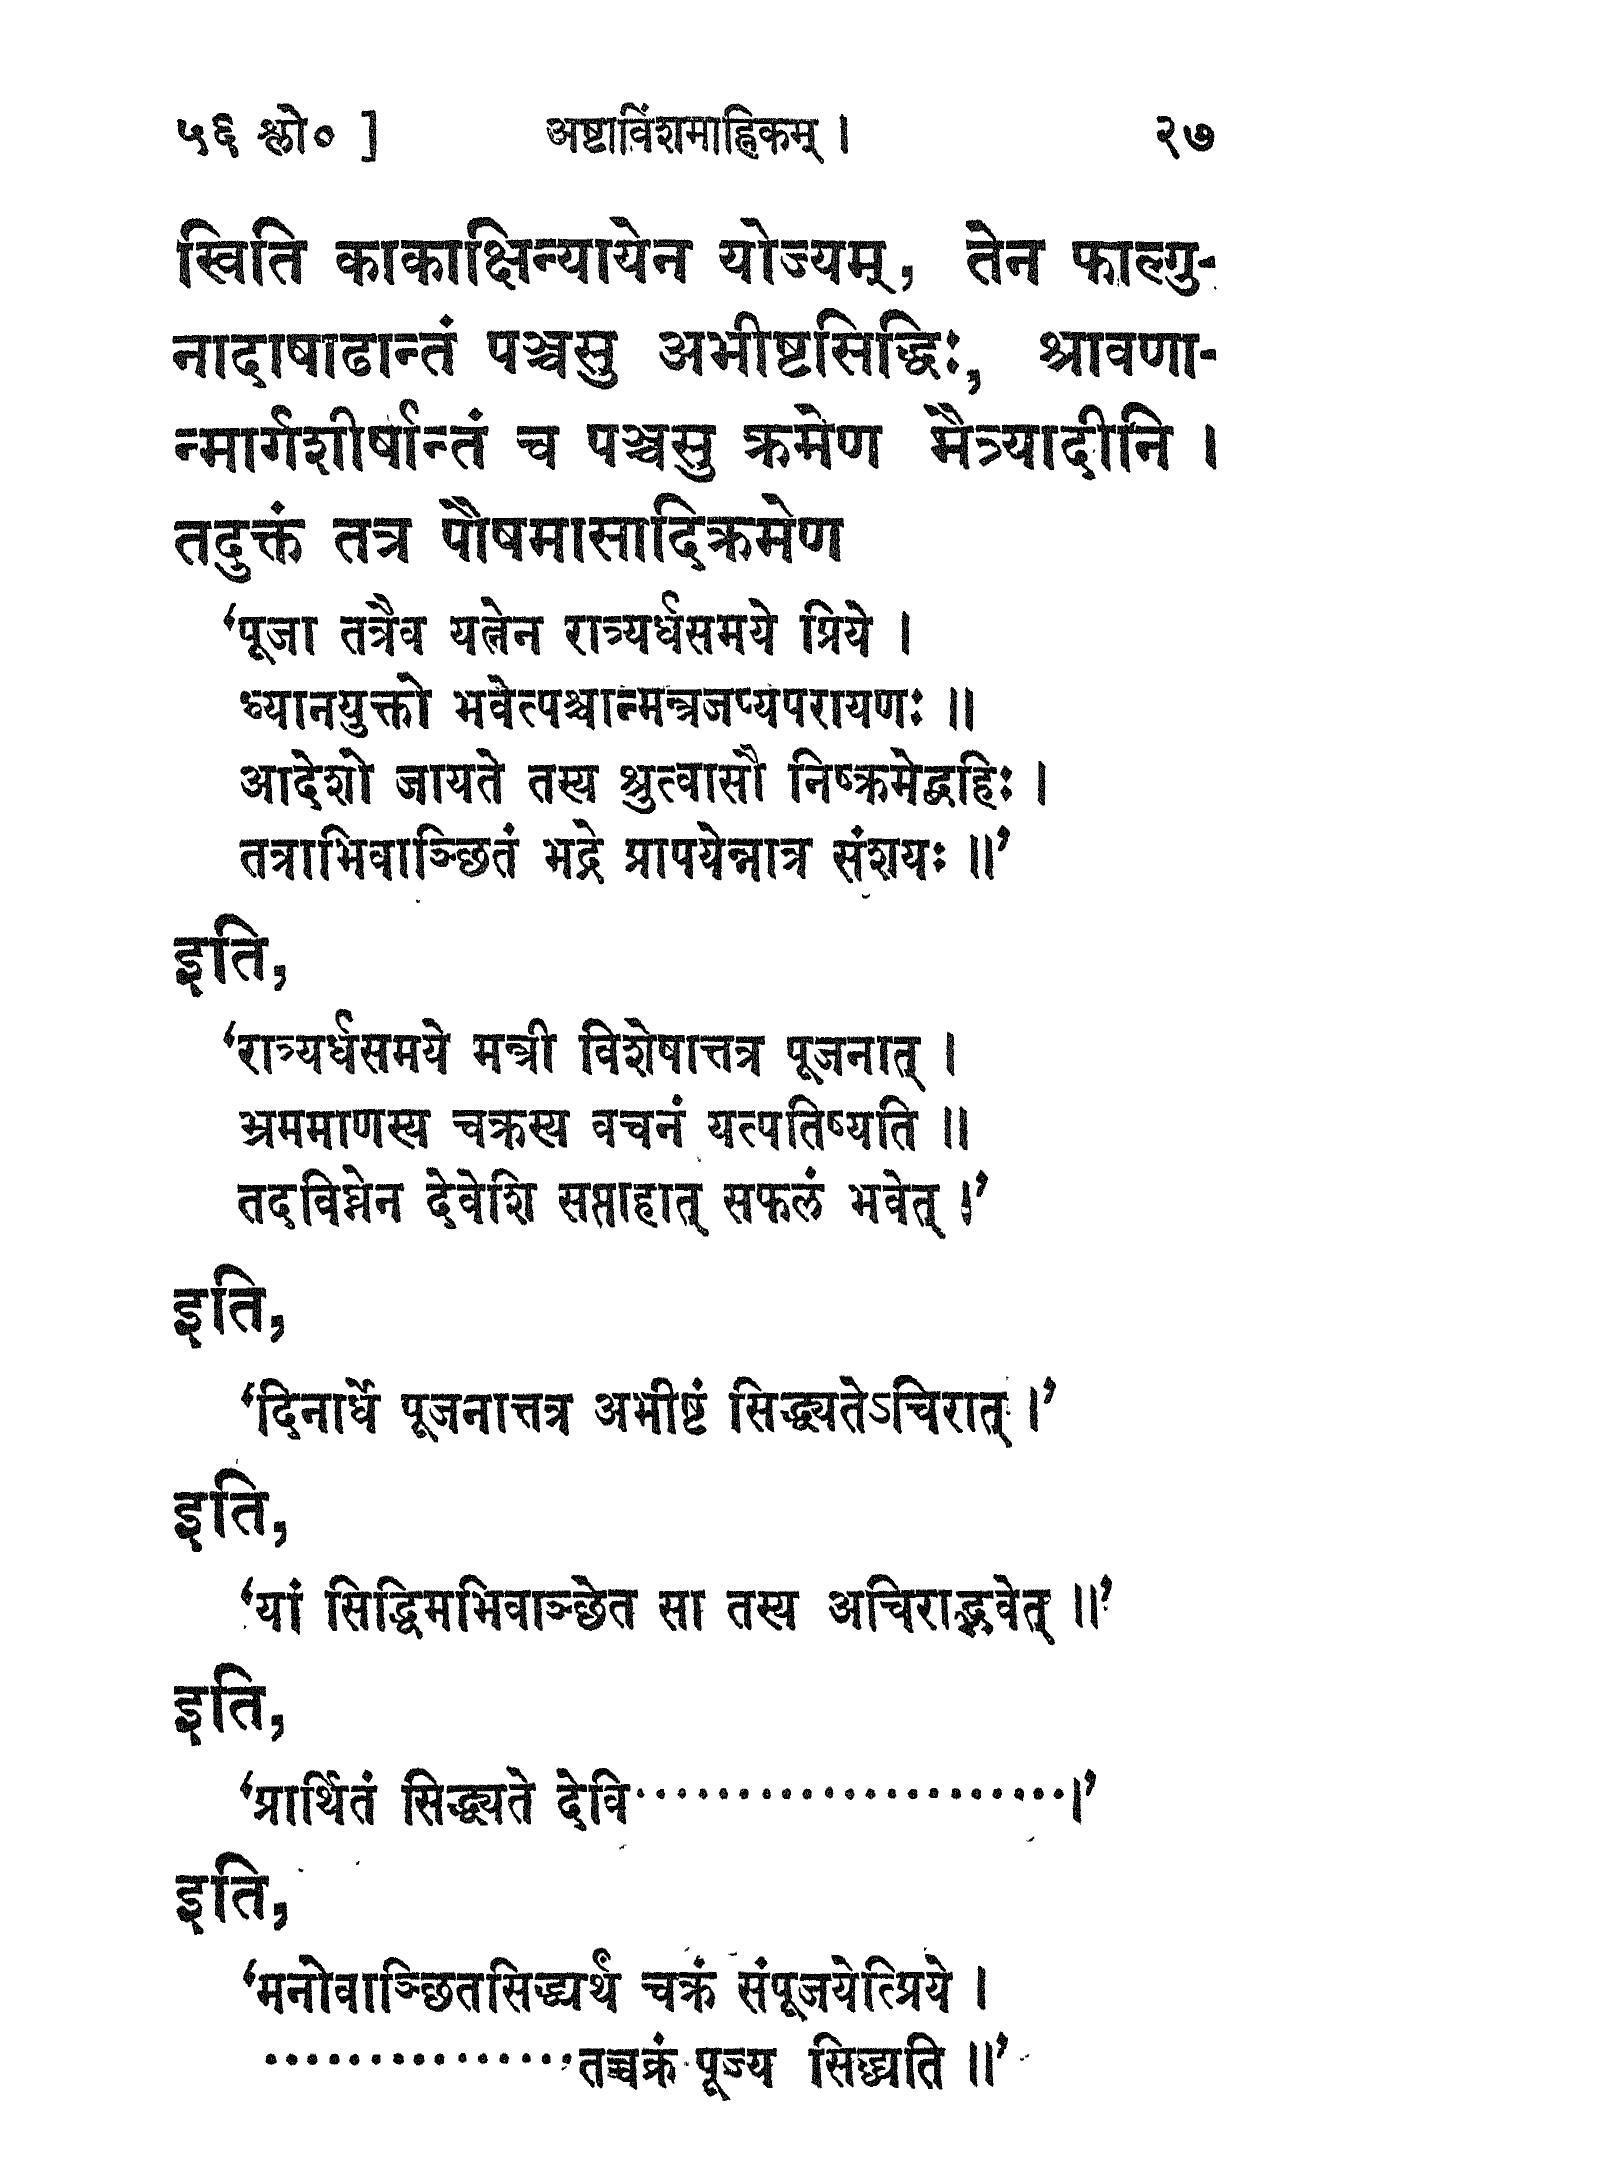 ५६ श्लो० ] अष्टाविंशमाह्निकम् । २७
स्विति काकाक्षिन्यायेन योज्यम्, तेन फाल्गु-
नादाषाढान्तं पञ्चसु अभीष्टसिद्धिः, श्रावणा-
न्मार्गशीर्षान्तं च पञ्चसु क्रमेण मैत्र्यादीनि ।
तदुक्तं तत्र पौषमासादिक्रमेण
‘पूजा तत्रैव यत्नेन रात्र्यर्धसमये प्रिये ।
ध्यानयुक्तो भवेत्पश्चान्मन्त्रजप्यपरायणः ॥
आदेशो जायते तस्य श्रुत्वासौ निष्क्रमेद्बहिः ।
तत्राभिवाञ्छितं भद्रे प्रापयेन्नात्र संशयः ॥’
इति,
‘रात्र्यर्धसमये मन्त्री विशेषात्तत्र पूजनात् ।
भ्रममाणस्य चक्रस्य वचनं यत्पतिष्यति ॥
तदविघ्नेन देवेशि सप्ताहात् सफलं भवेत् ।’
इति,
‘दिनार्धे पूजनात्तत्र अभीष्टं सिद्ध्यतेऽचिरात् ।’
इति,
‘यां सिद्धिमभिवाञ्छेत सा तस्य अचिराद्भवेत् ॥’
इति,
‘प्रार्थितं सिद्ध्यते देवि·····················।’
इति,
‘मनोवाञ्छितसिद्ध्यर्थं चक्रं संपूजयेत्प्रिये ।
···············तच्चक्रं पूज्य सिद्ध्यति ॥’